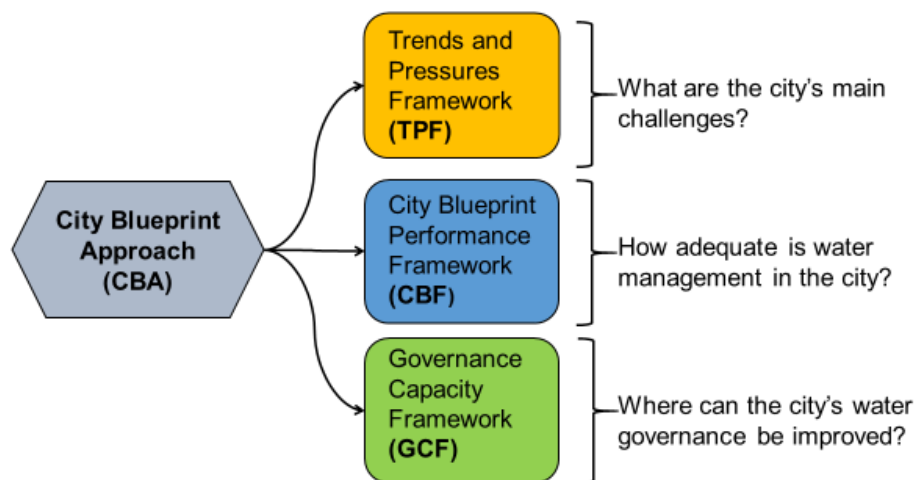 City Blueprint
Approach
(CBA)
Trends and
Pressures
Framework
(TPF)
What are the city's main
challenges?
City Blueprint
Performance
Framework
(CBF)
How adequate is water
management in the city?
Governance
Capacity
Framework
(GCF)
Where can the city's water
governance be improved?